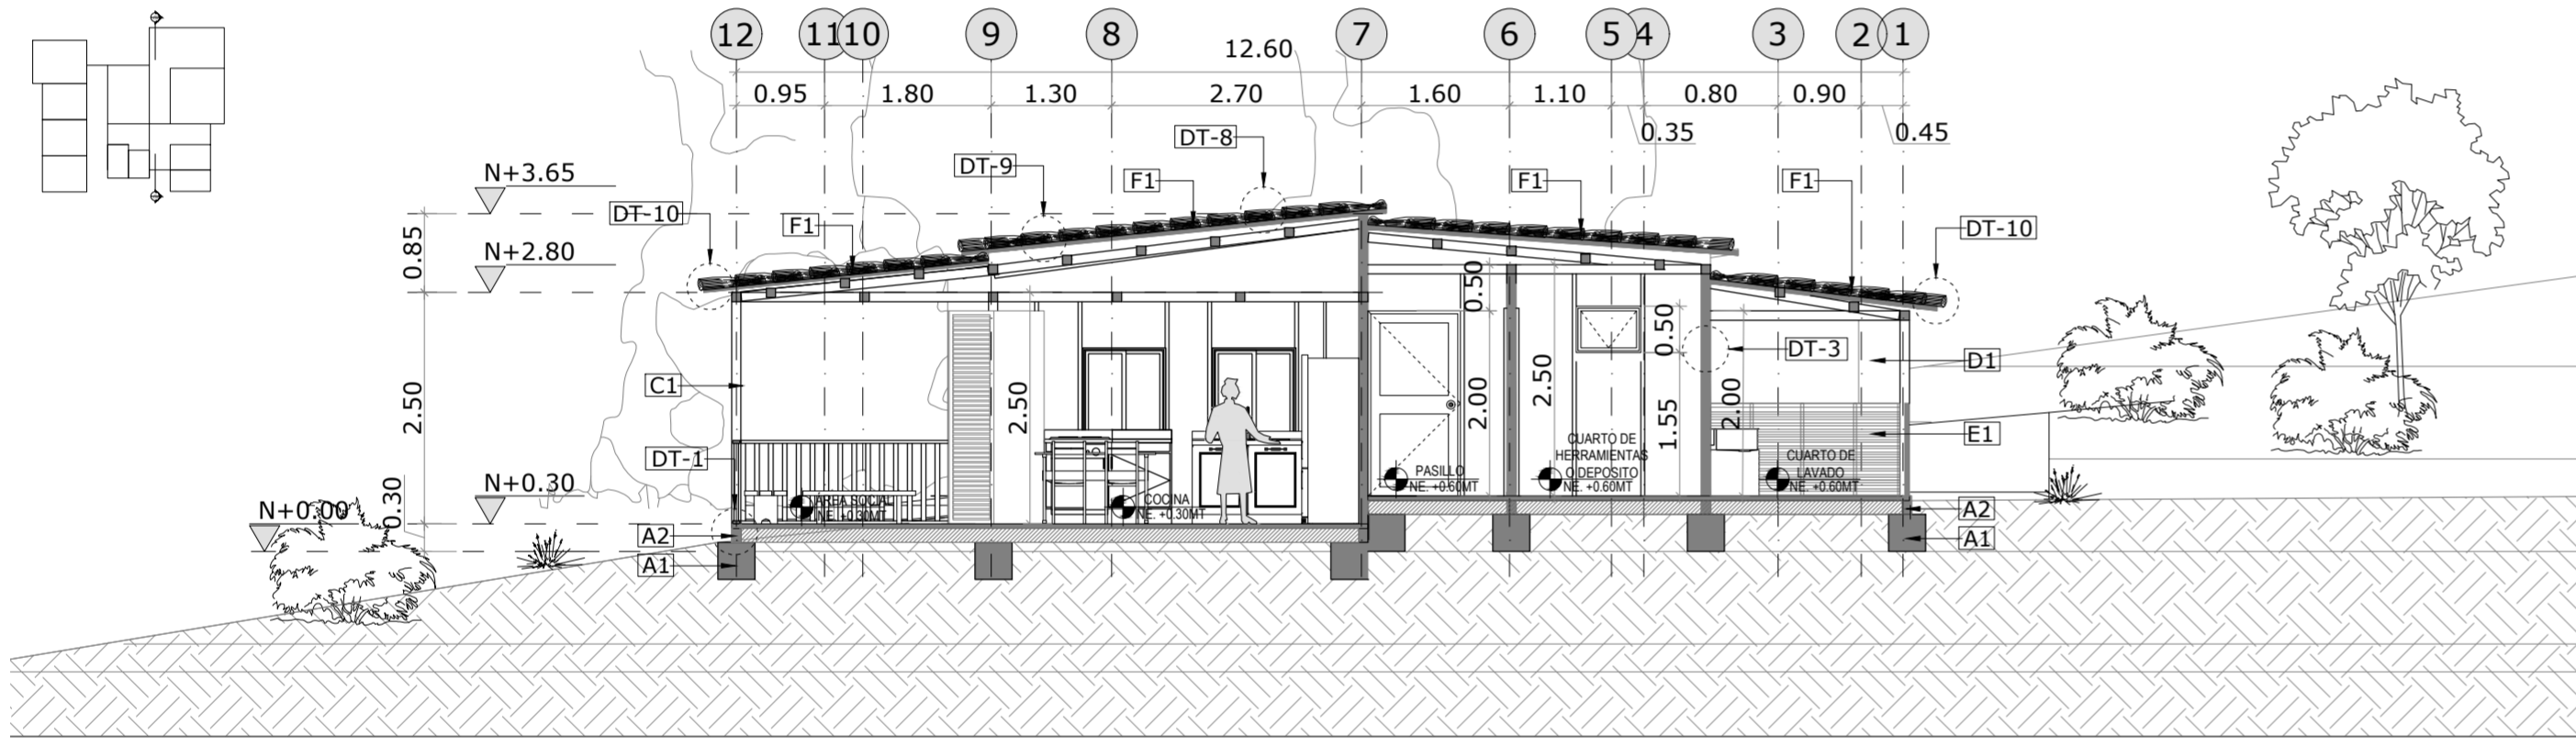 12 11 10 9 8 7 6 5 4 3 2 1
12.60
0.95 1.80 1.30 2.70 1.60 1.10 0.80 0.90
0.35 0.45
DT-8
DT-9
N+3.65
F1 F1 F1
DT-10
F1
DT-10
0.85
N+2.80
0.50
0.50
DT-3
D1
C1
2.50
2.50
2.00
2.50
1.55
2.00
E1
DT-1
N+0.30
0.30
N+0.00
AREA SOCIAL
NE. +0.30MT
COCINA
NE. +0.30MT
PASILLO
NE. +0.60MT
CUARTO DE
HERRAMIENTAS
O DEPOSITO
NE. +0.60MT
CUARTO DE
LAVADO
NE. +0.60MT
A2
A1
A2
A1